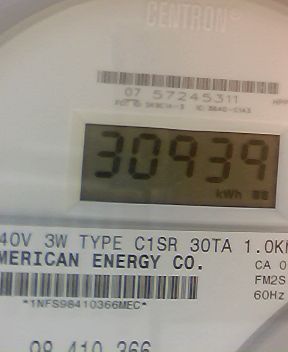 CENTRON®
07 57245311
30939
kWh
40V 3W TYPE C1SR 30TA 1.0K
MERICAN ENERGY CO.
CA 0
FM2S
60Hz
*1NFS98410366MEC*
98 410 366